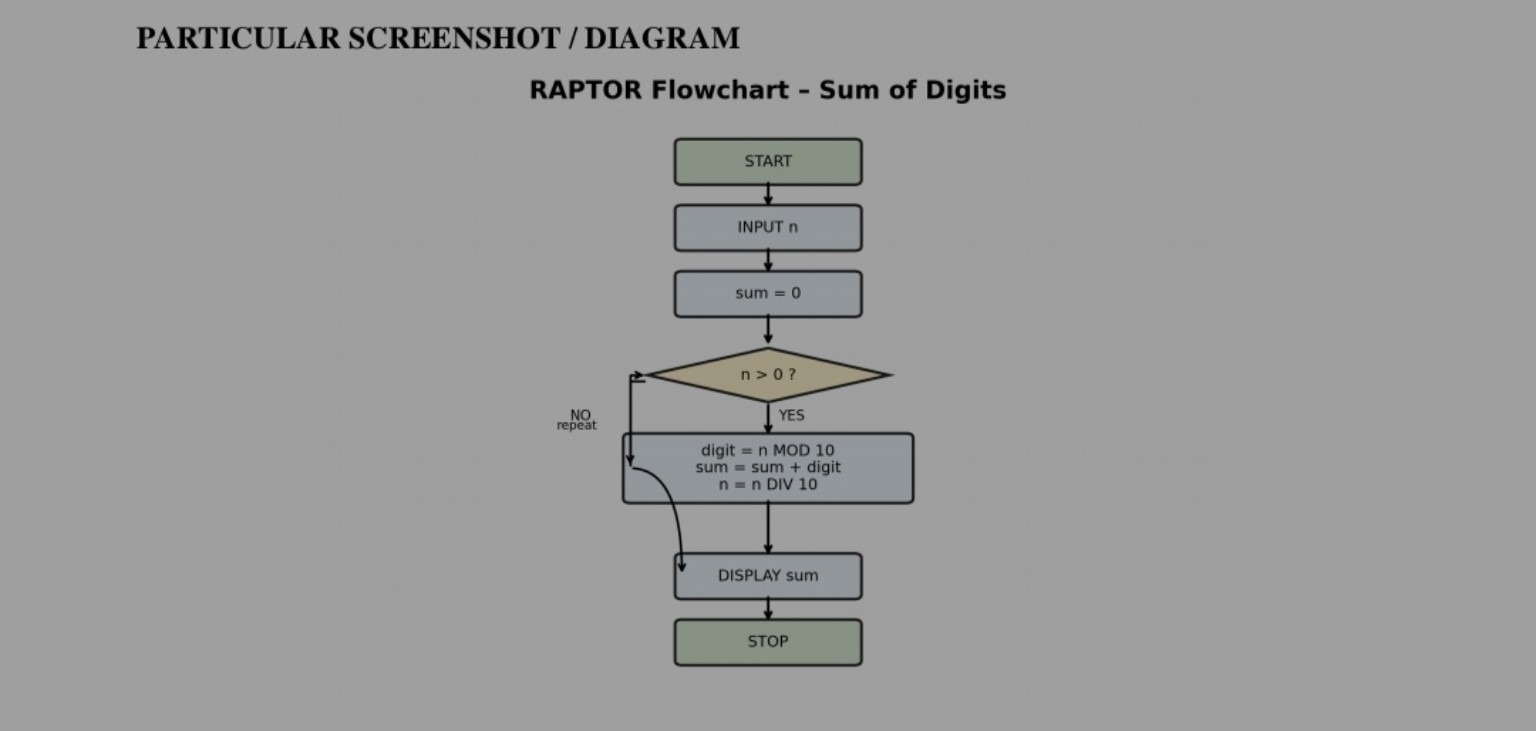 PARTICULAR SCREENSHOT / DIAGRAM
RAPTOR Flowchart – Sum of Digits
START
INPUT n
sum = 0
n > 0 ?
NO
repeat
YES
digit = n MOD 10
sum = sum + digit
n = n DIV 10
DISPLAY sum
STOP